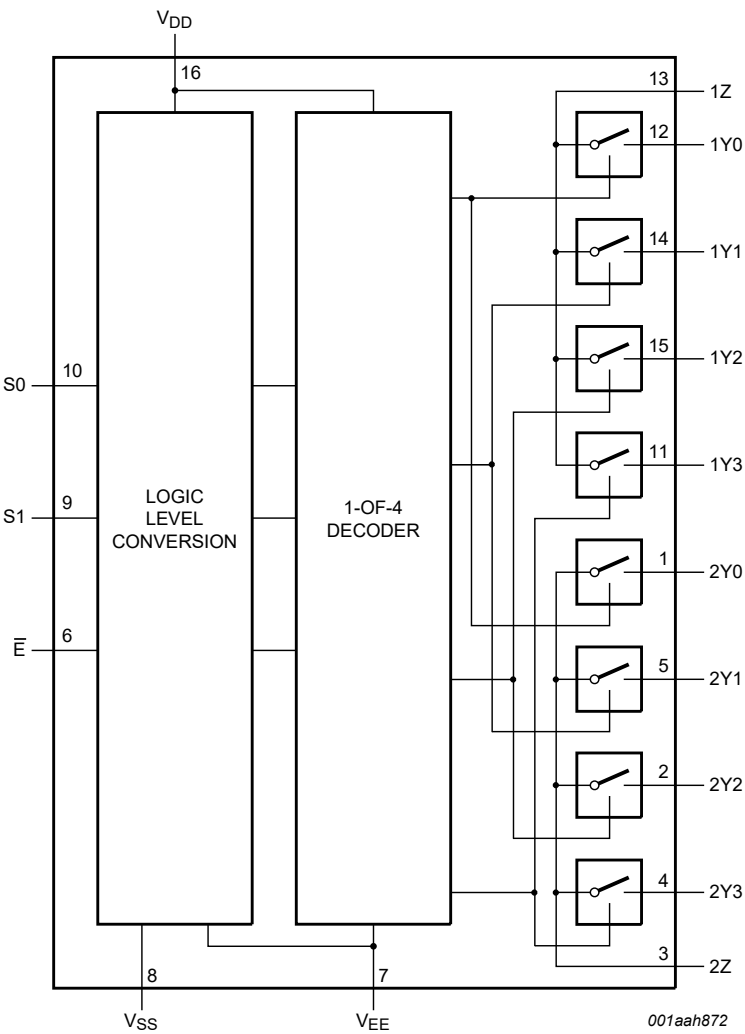 VDD
16
13
1Z
12
1Y0
14
1Y1
15
1Y2
S0
10
11
1Y3
LOGIC
LEVEL
CONVERSION
1-OF-4
DECODER
S1
9
1
2Y0
E̅
6
5
2Y1
2
2Y2
4
2Y3
3
2Z
8
7
VSS
VEE
001aah872